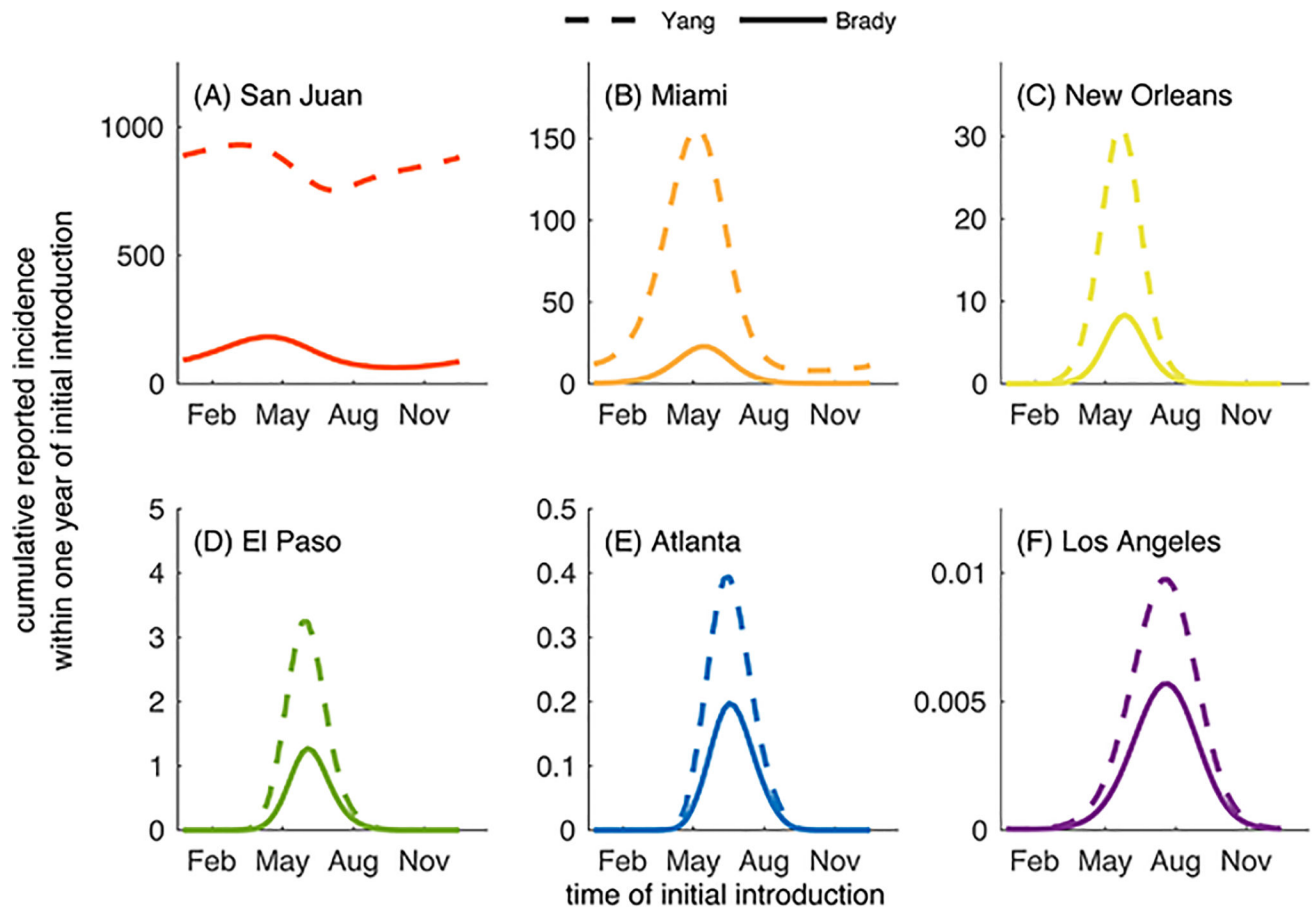 Yang Brady
cumulative reported incidence
within one year of initial introduction
(A) San Juan
1000
500
0
Feb May Aug Nov
(B) Miami
150
100
50
0
Feb May Aug Nov
(C) New Orleans
30
20
10
0
Feb May Aug Nov
(D) El Paso
5
4
3
2
1
0
Feb May Aug Nov
(E) Atlanta
0.5
0.4
0.3
0.2
0.1
0
Feb May Aug Nov
(F) Los Angeles
0.01
0.005
0
Feb May Aug Nov
time of initial introduction